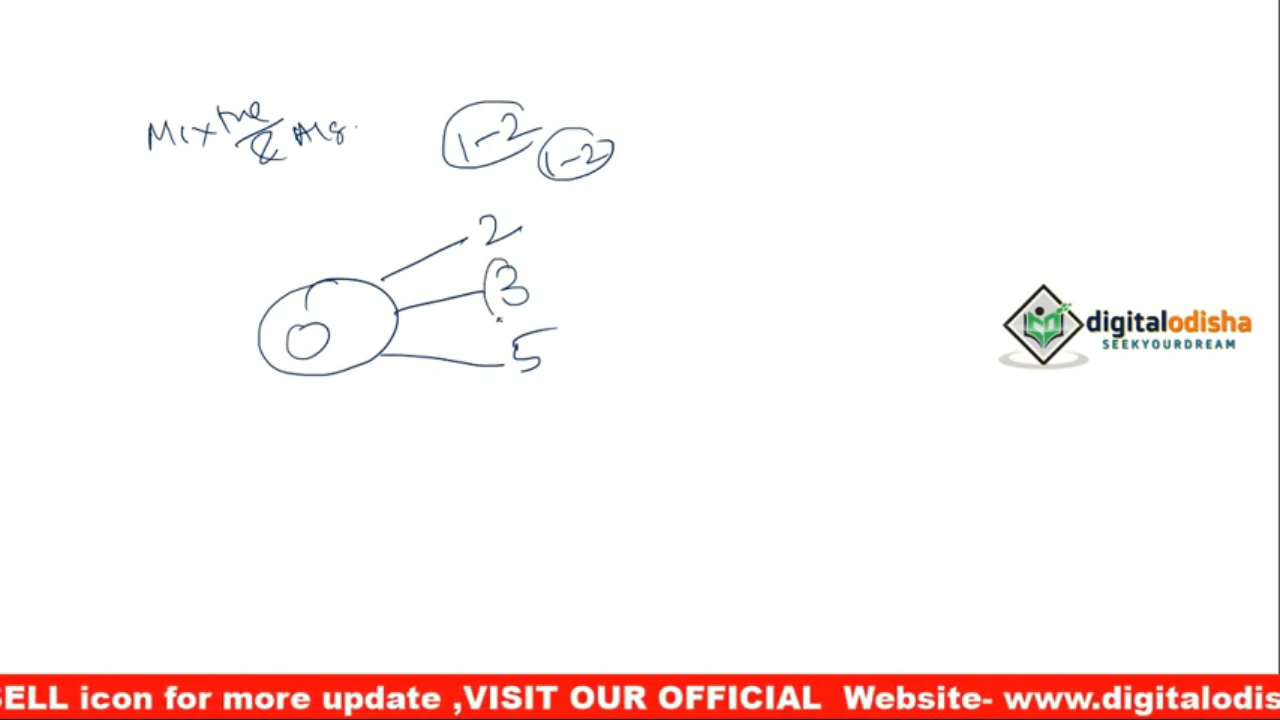 Mixture & Alg.
1-2
1-2
2
3
5
digitalodisha
SEEKYOURDREAM
SELL icon for more update ,VISIT OUR OFFICIAL Website- www.digitalodis